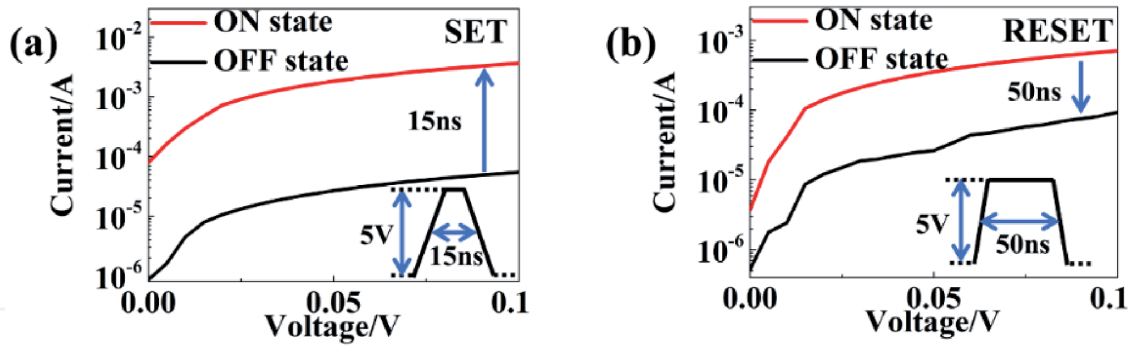 (a)
ON state
OFF state
SET
10⁻²
10⁻³
10⁻⁴
10⁻⁵
10⁻⁶
Current/A
15ns
5V
15ns
0.00
0.05
0.1
Voltage/V
(b)
ON state
OFF state
RESET
10⁻³
10⁻⁴
10⁻⁵
10⁻⁶
Current/A
50ns
5V
50ns
0.00
0.05
0.1
Voltage/V